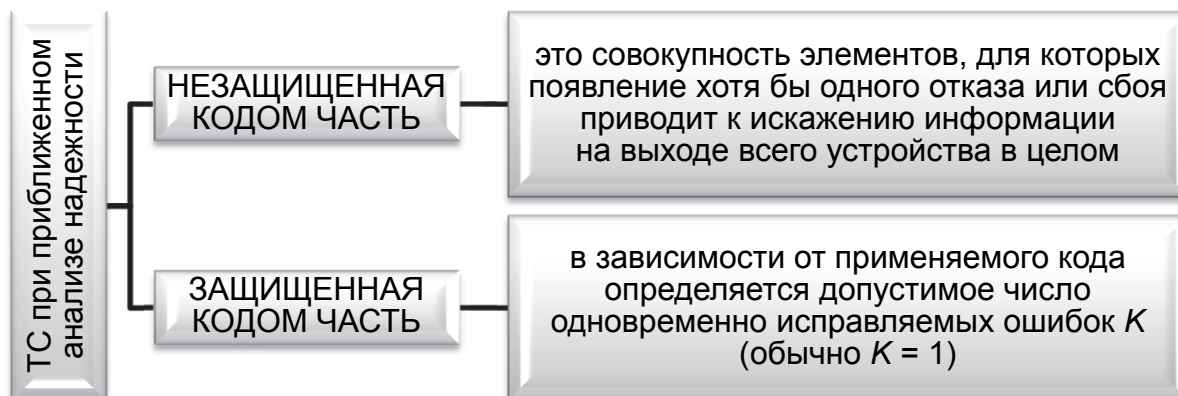 ТС при приближенном
анализе надежности
НЕЗАЩИЩЕННАЯ
КОДОМ ЧАСТЬ
это совокупность элементов, для которых
появление хотя бы одного отказа или сбоя
приводит к искажению информации
на выходе всего устройства в целом
ЗАЩИЩЕННАЯ
КОДОМ ЧАСТЬ
в зависимости от применяемого кода
определяется допустимое число
одновременно исправляемых ошибок K
(обычно K = 1)